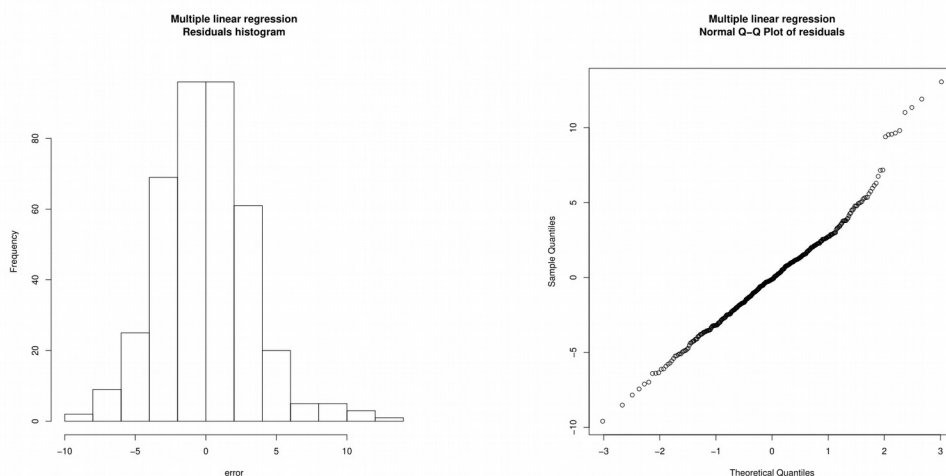 Multiple linear regression
Residuals histogram
80
60
40
20
0
Frequency
−10
−5
0
5
10
error
Multiple linear regression
Normal Q−Q Plot of residuals
10
5
0
−5
−10
Sample Quantiles
−3
−2
−1
0
1
2
3
Theoretical Quantiles